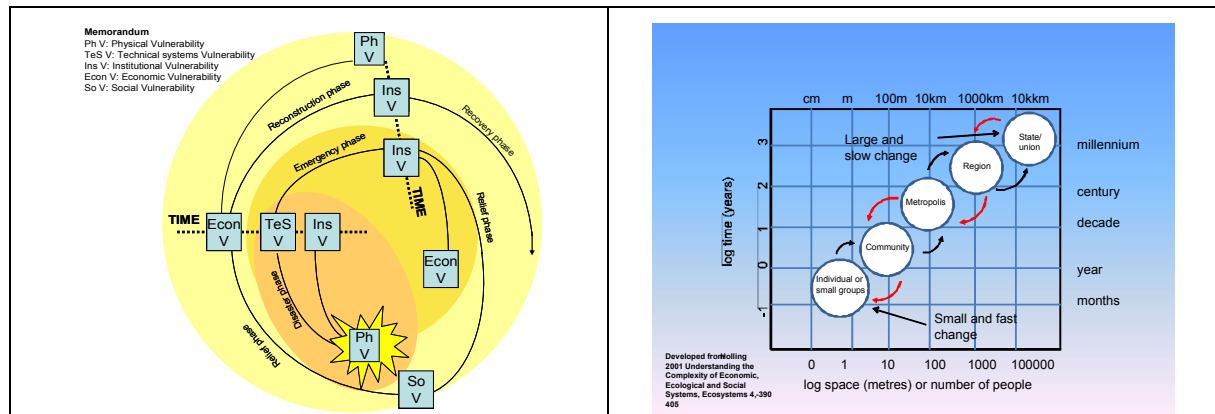 Memorandum
Ph V: Physical Vulnerability
TeS V: Technical systems Vulnerability
Ins V: Institutional Vulnerability
Econ V: Economic Vulnerability
So V: Social Vulnerability
Ph
V
Reconstruction phase
Ins
V
Recovery phase
Emergency phase
Ins
V
TIME
Relief phase
TIME
Econ
V
TeS
V
Ins
V
Econ
V
Disaster phase
Ph
V
Relief phase
So
V
cm m 100m 10km 1000km 10kkm
log time (years)
3
2
1
0
-1
Large and
slow change
State/
union
Region
Metropolis
Community
Individual or
small groups
Small and fast
change
millennium
century
decade
year
months
0 1 10 100 1000 100000
log space (metres) or number of people
Developed from Holling
2001 Understanding the
Complexity of Economic,
Ecological and Social
Systems, Ecosystems 4,-390
405